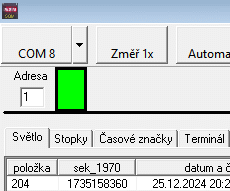 COM 8 Změř 1x Automa
Adresa
1
Světlo Stopky Časové značky Terminál
položka sek_1970 datum a č
204 1735158360 25.12.2024 20:2